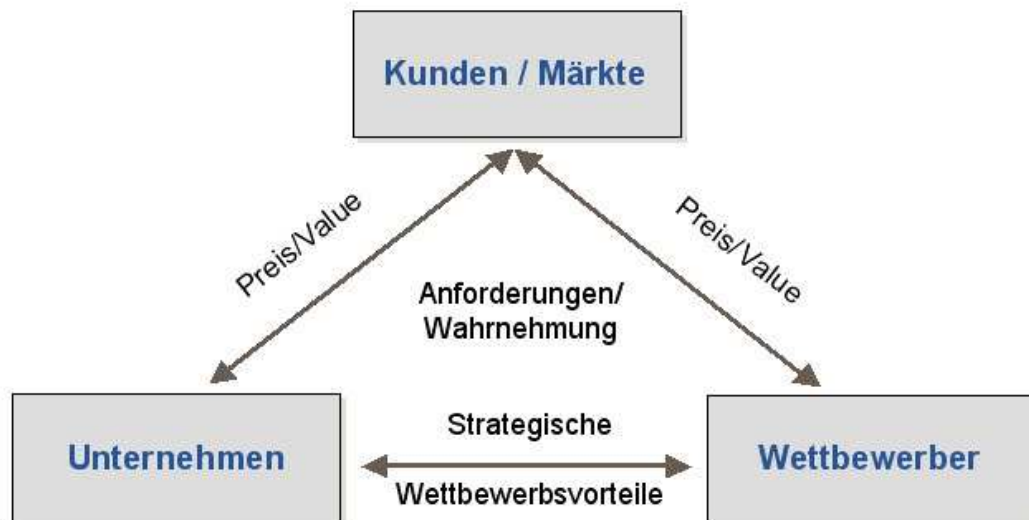 Kunden / Märkte
Preis/Value
Preis/Value
Anforderungen/
Wahrnehmung
Unternehmen
Strategische
Wettbewerbsvorteile
Wettbewerber